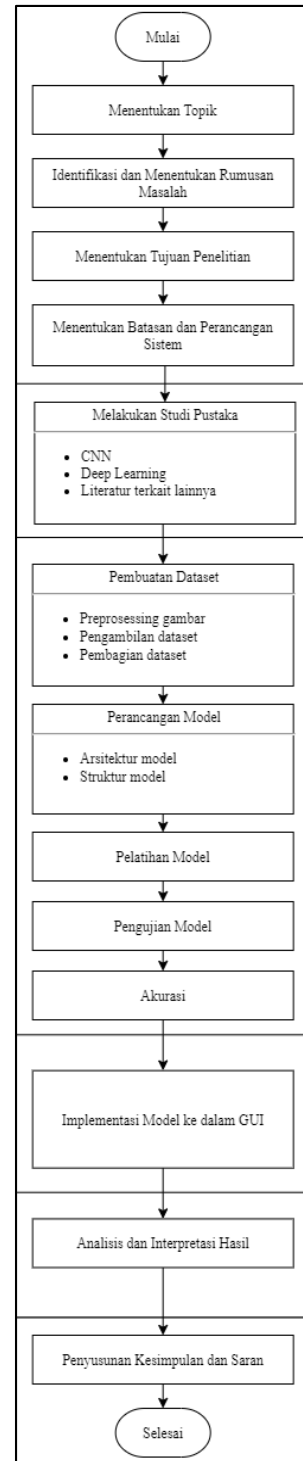 Mulai
Menentukan Topik
Identifikasi dan Menentukan Rumusan
Masalah
Menentukan Tujuan Penelitian
Menentukan Batasan dan Perancangan
Sistem
Melakukan Studi Pustaka
• CNN
• Deep Learning
• Literatur terkait lainnya
Pembuatan Dataset
• Preprosessing gambar
• Pengambilan dataset
• Pembagian dataset
Perancangan Model
• Arsitektur model
• Struktur model
Pelatihan Model
Pengujian Model
Akurasi
Implementasi Model ke dalam GUI
Analisis dan Interpretasi Hasil
Penyusunan Kesimpulan dan Saran
Selesai